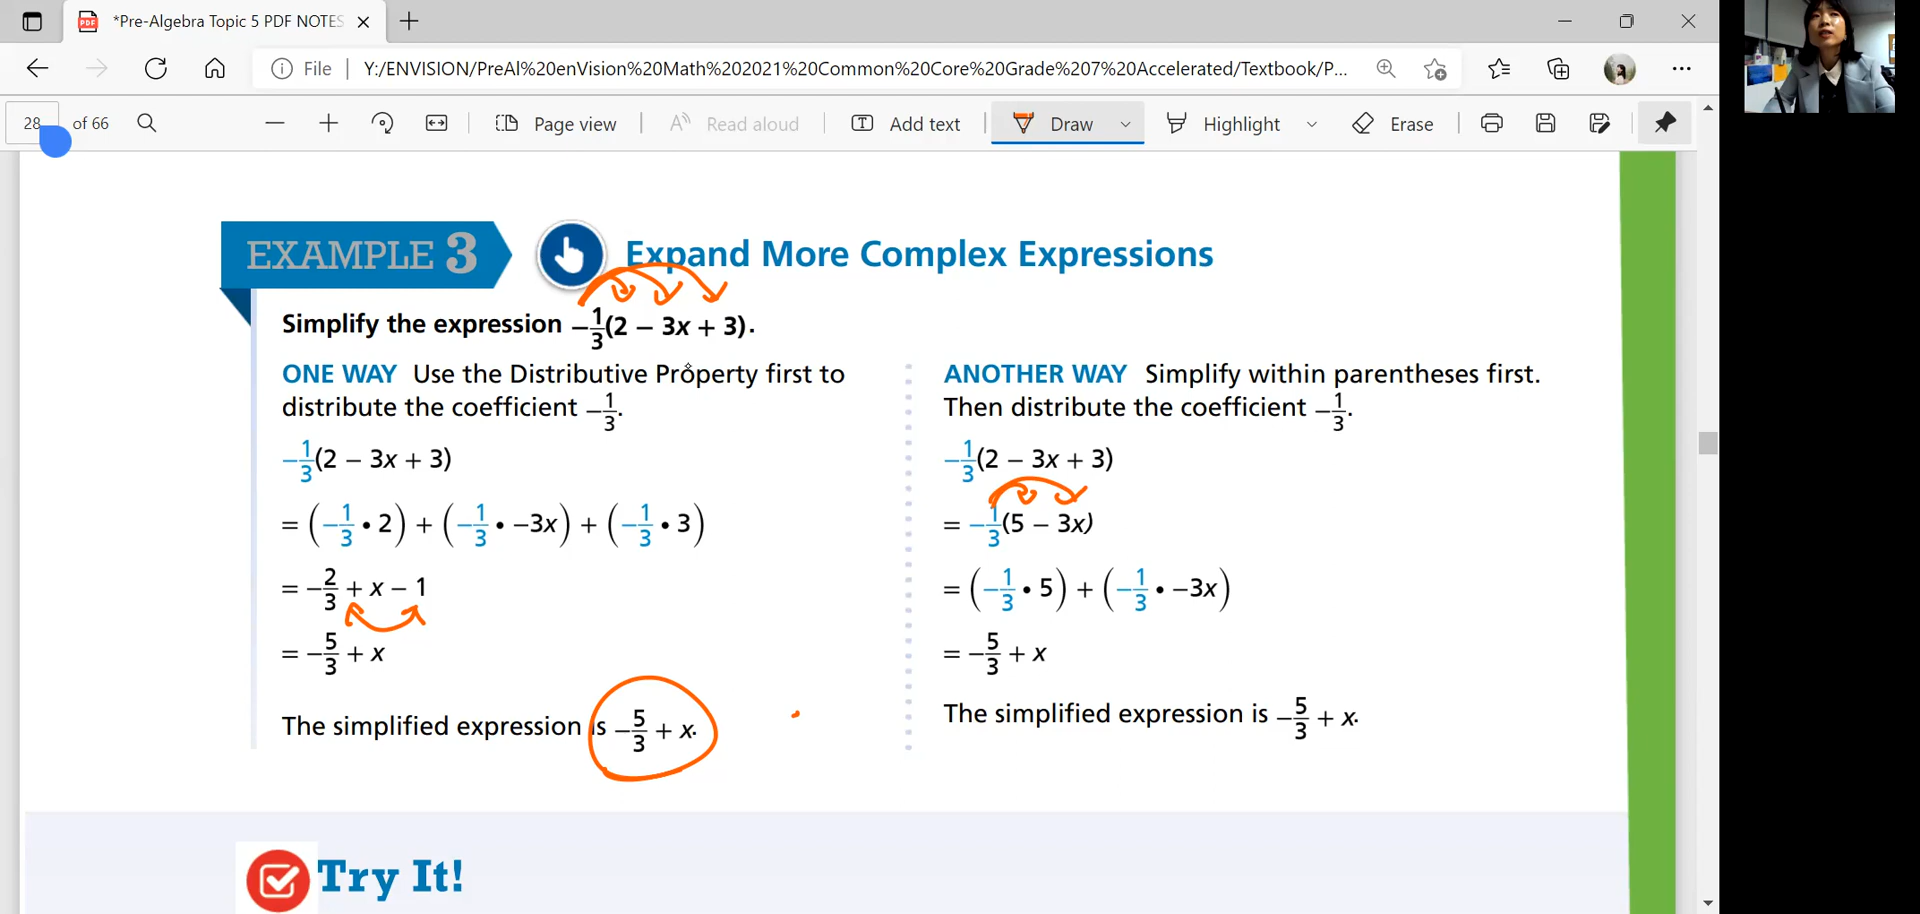 *Pre-Algebra Topic 5 PDF NOTES
File Y:/ENVISION/PreAl%20enVision%20Math%202021%20Common%20Core%20Grade%207%20Accelerated/Textbook/P...
28 of 66 Page view Read aloud Add text Draw Highlight Erase
EXAMPLE 3 Expand More Complex Expressions
Simplify the expression −1/3(2 − 3x + 3).
ONE WAY Use the Distributive Property first to
distribute the coefficient −1/3.
−1/3(2 − 3x + 3)
= (−1/3 • 2) + (−1/3 • −3x) + (−1/3 • 3)
= −2/3 + x − 1
= −5/3 + x
The simplified expression is −5/3 + x.
ANOTHER WAY Simplify within parentheses first.
Then distribute the coefficient −1/3.
−1/3(2 − 3x + 3)
= −1/3(5 − 3x)
= (−1/3 • 5) + (−1/3 • −3x)
= −5/3 + x
The simplified expression is −5/3 + x.
Try It!